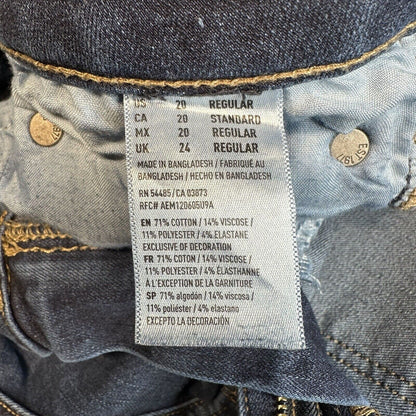 US 20 REGULAR
CA 20 STANDARD
MX 20 REGULAR
UK 24 REGULAR
MADE IN BANGLADESH / FABRIQUÉ AU
BANGLADESH / HECHO EN BANGLADESH
RN 54485 / CA 03873
RFC# AEM120605U9A
EN 71% COTTON / 14% VISCOSE /
11% POLYESTER / 4% ELASTANE
EXCLUSIVE OF DECORATION
FR 71% COTON / 14% VISCOSE /
11% POLYESTER / 4% ÉLASTHANNE
À L'EXCEPTION DE LA GARNITURE
SP 71% algodón / 14% viscosa /
11% poliéster / 4% elastano
EXCEPTO LA DECORACIÓN
EST 1977